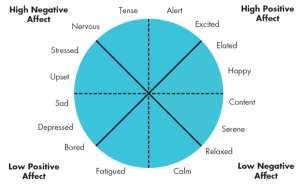 High Negative
Affect
High Positive
Affect
Tense
Alert
Nervous
Excited
Stressed
Elated
Upset
Happy
Sad
Content
Depressed
Serene
Bored
Relaxed
Low Positive
Affect
Fatigued
Calm
Low Negative
Affect